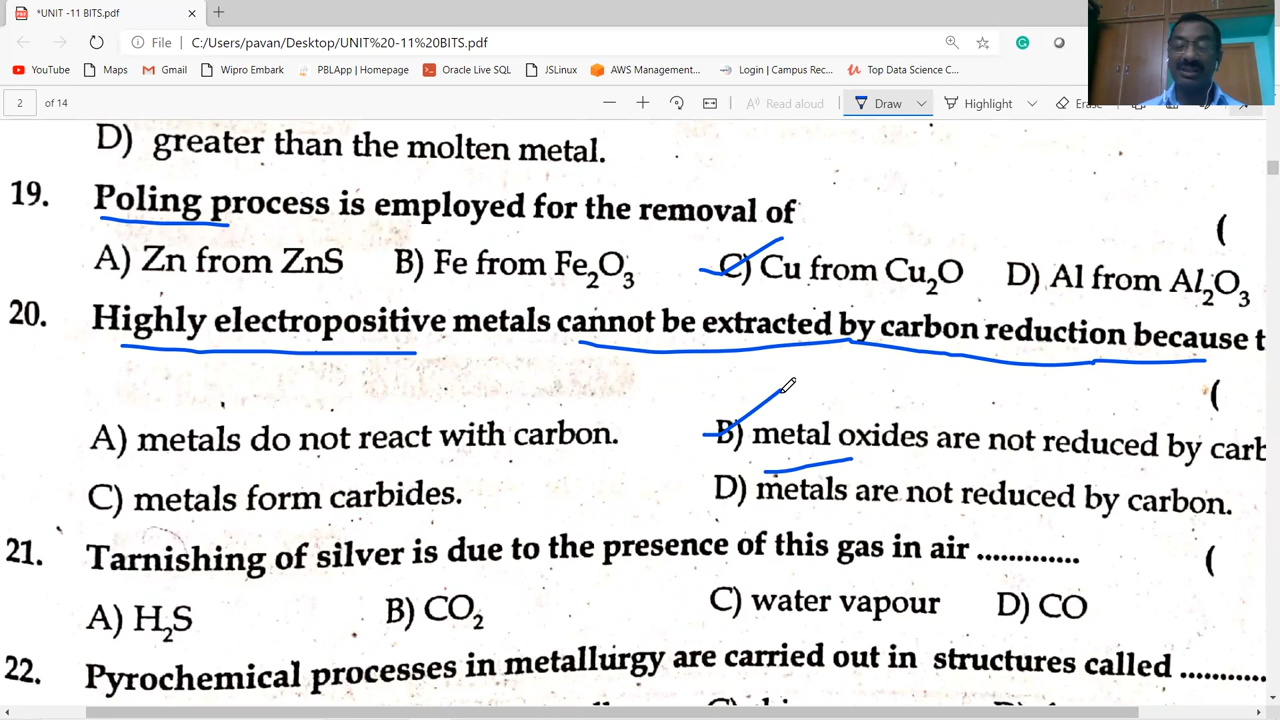 *UNIT -11 BITS.pdf
File C:/Users/pavan/Desktop/UNIT%20-11%20BITS.pdf
YouTube Maps Gmail Wipro Embark PBLApp | Homepage Oracle Live SQL JSLinux AWS Management... Login | Campus Rec... Top Data Science C...
2 of 14 Read aloud Draw Highlight Erase
D) greater than the molten metal.
19. Poling process is employed for the removal of (
A) Zn from ZnS B) Fe from Fe₂O₃ C) Cu from Cu₂O D) Al from Al₂O₃
20. Highly electropositive metals cannot be extracted by carbon reduction because t
(
A) metals do not react with carbon. B) metal oxides are not reduced by carb
C) metals form carbides. D) metals are not reduced by carbon.
21. Tarnishing of silver is due to the presence of this gas in air ............. (
A) H₂S B) CO₂ C) water vapour D) CO
22. Pyrochemical processes in metallurgy are carried out in structures called ...........